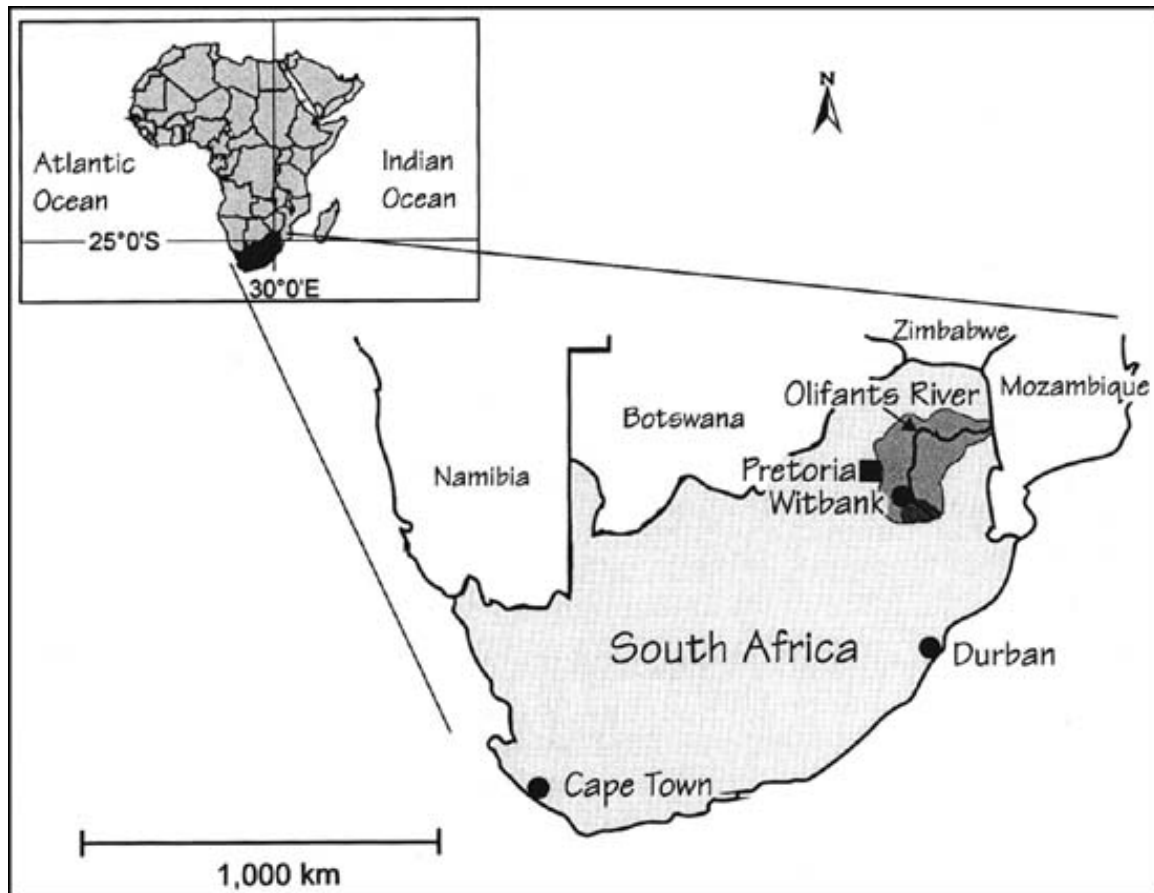 N
Atlantic
Ocean
Indian
Ocean
25°0'S
30°0'E
Zimbabwe
Olifants River
Mozambique
Botswana
Pretoria
Namibia
Witbank
South Africa
Durban
Cape Town
1,000 km